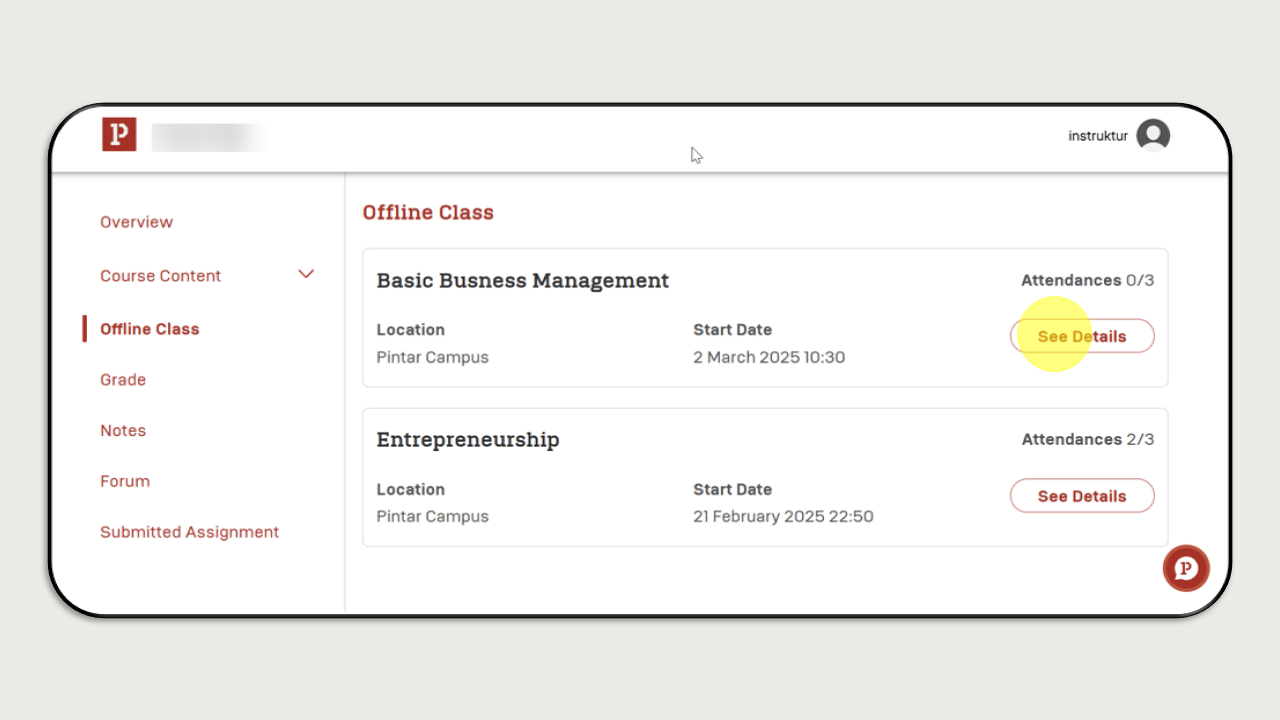 P
instruktur
Overview
Course Content
Offline Class
Grade
Notes
Forum
Submitted Assignment
Offline Class
Basic Busness Management
Attendances 0/3
Location
Start Date
See Details
Pintar Campus
2 March 2025 10:30
Entrepreneurship
Attendances 2/3
Location
Start Date
See Details
Pintar Campus
21 February 2025 22:50
P